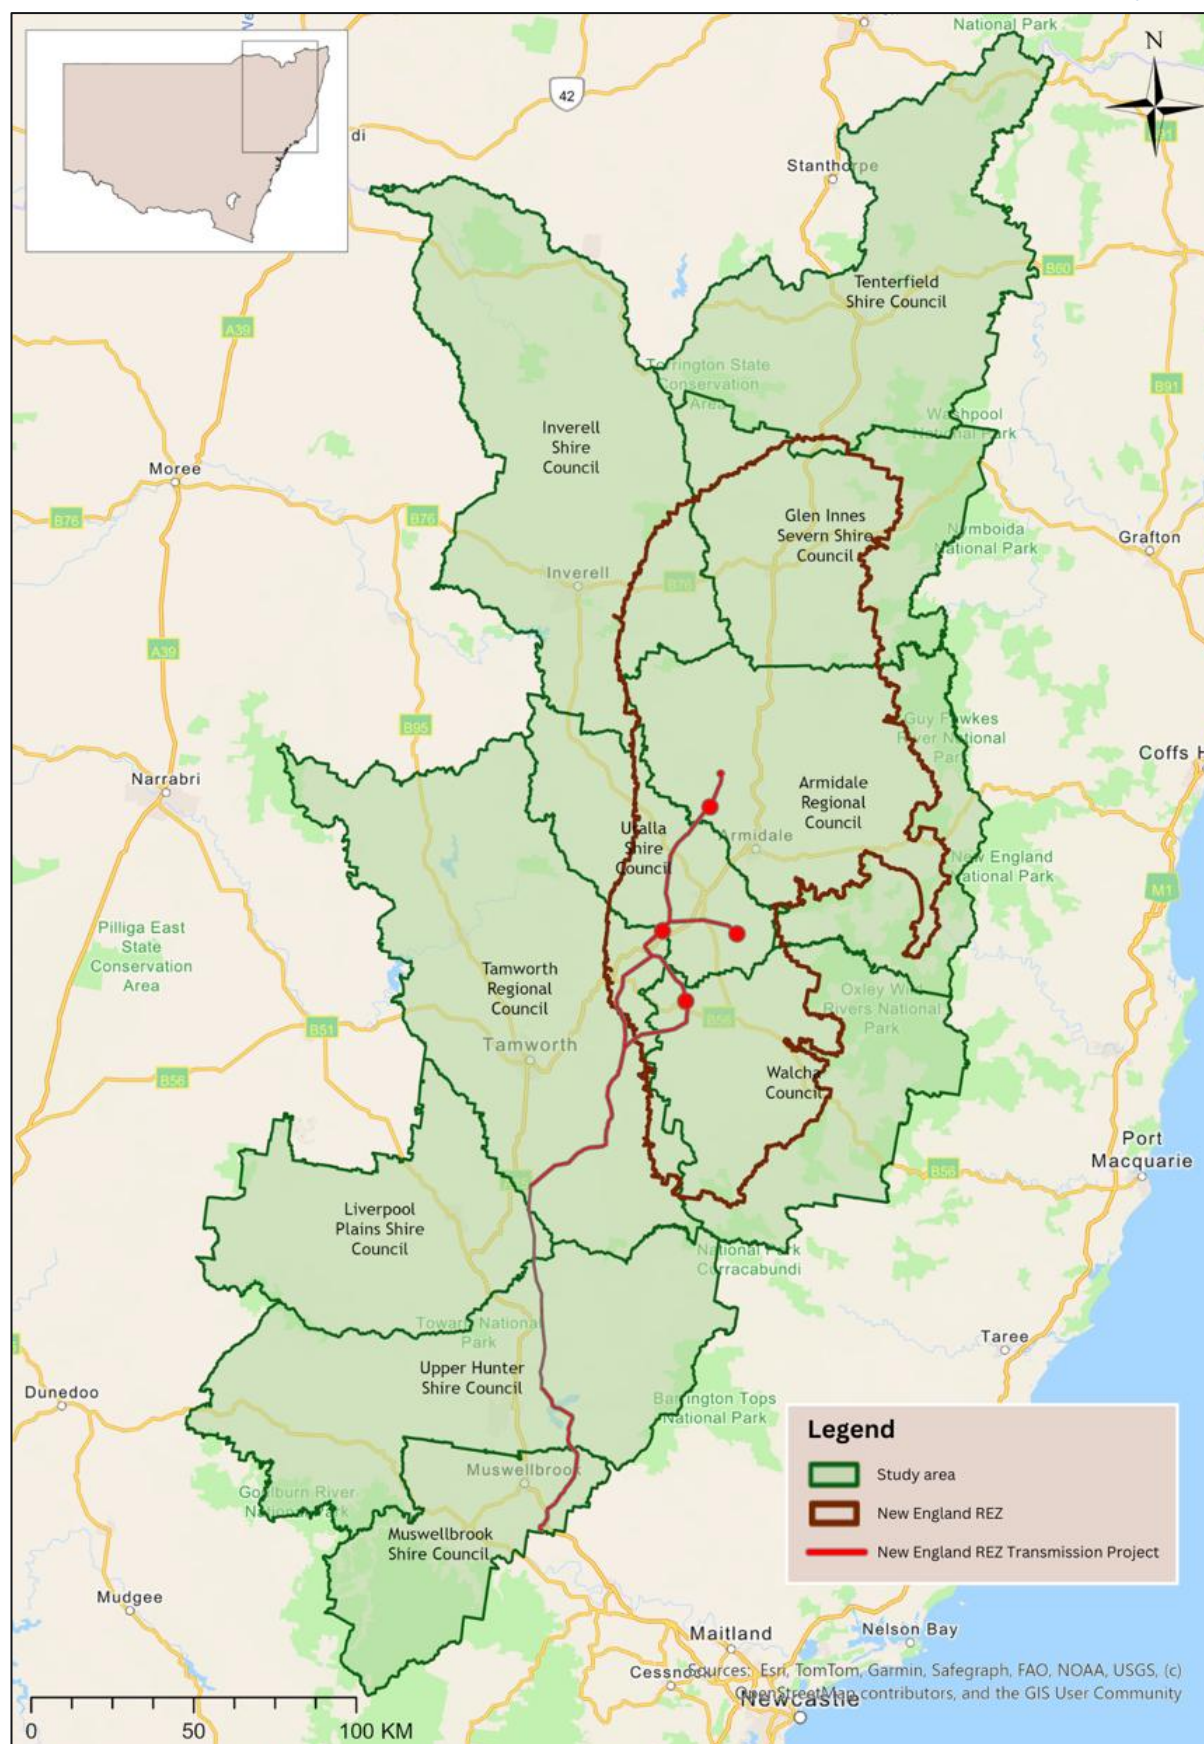 National Park
N
42
di
A91
Stanthorpe
Tenterfield
Shire Council
B60
A39
Torrington State
Conservation
Area
B91
Washpool
National Park
Inverell
Shire
Council
Moree
B76
B76
Glen Innes
Severn Shire
Council
Nymboida
National Park
Grafton
Inverell
B76
A39
B95
Guy Fawkes
River National
Park
Coffs H
Narrabri
Armidale
Regional
Council
Uralla
Shire
Council
Armidale
New England
National Park
M1
Pilliga East
State
Conservation
Area
Tamworth
Regional
Council
Oxley Wild
Rivers National
Park
B56
B51
Tamworth
B56
Walcha
Council
Port
Macquarie
B56
Liverpool
Plains Shire
Council
National Park
Curracabundi
Towarri National
Park
Taree
Upper Hunter
Shire Council
Dunedoo
Barrington Tops
National Park
Legend
Study area
New England REZ
New England REZ Transmission Project
Muswellbrook
Goulburn River
National Park
Muswellbrook
Shire Council
Mudgee
Maitland
Nelson Bay
Cessnock
Newcastle
Sources: Esri, TomTom, Garmin, Safegraph, FAO, NOAA, USGS, (c)
OpenStreetMap contributors, and the GIS User Community
0 50 100 KM